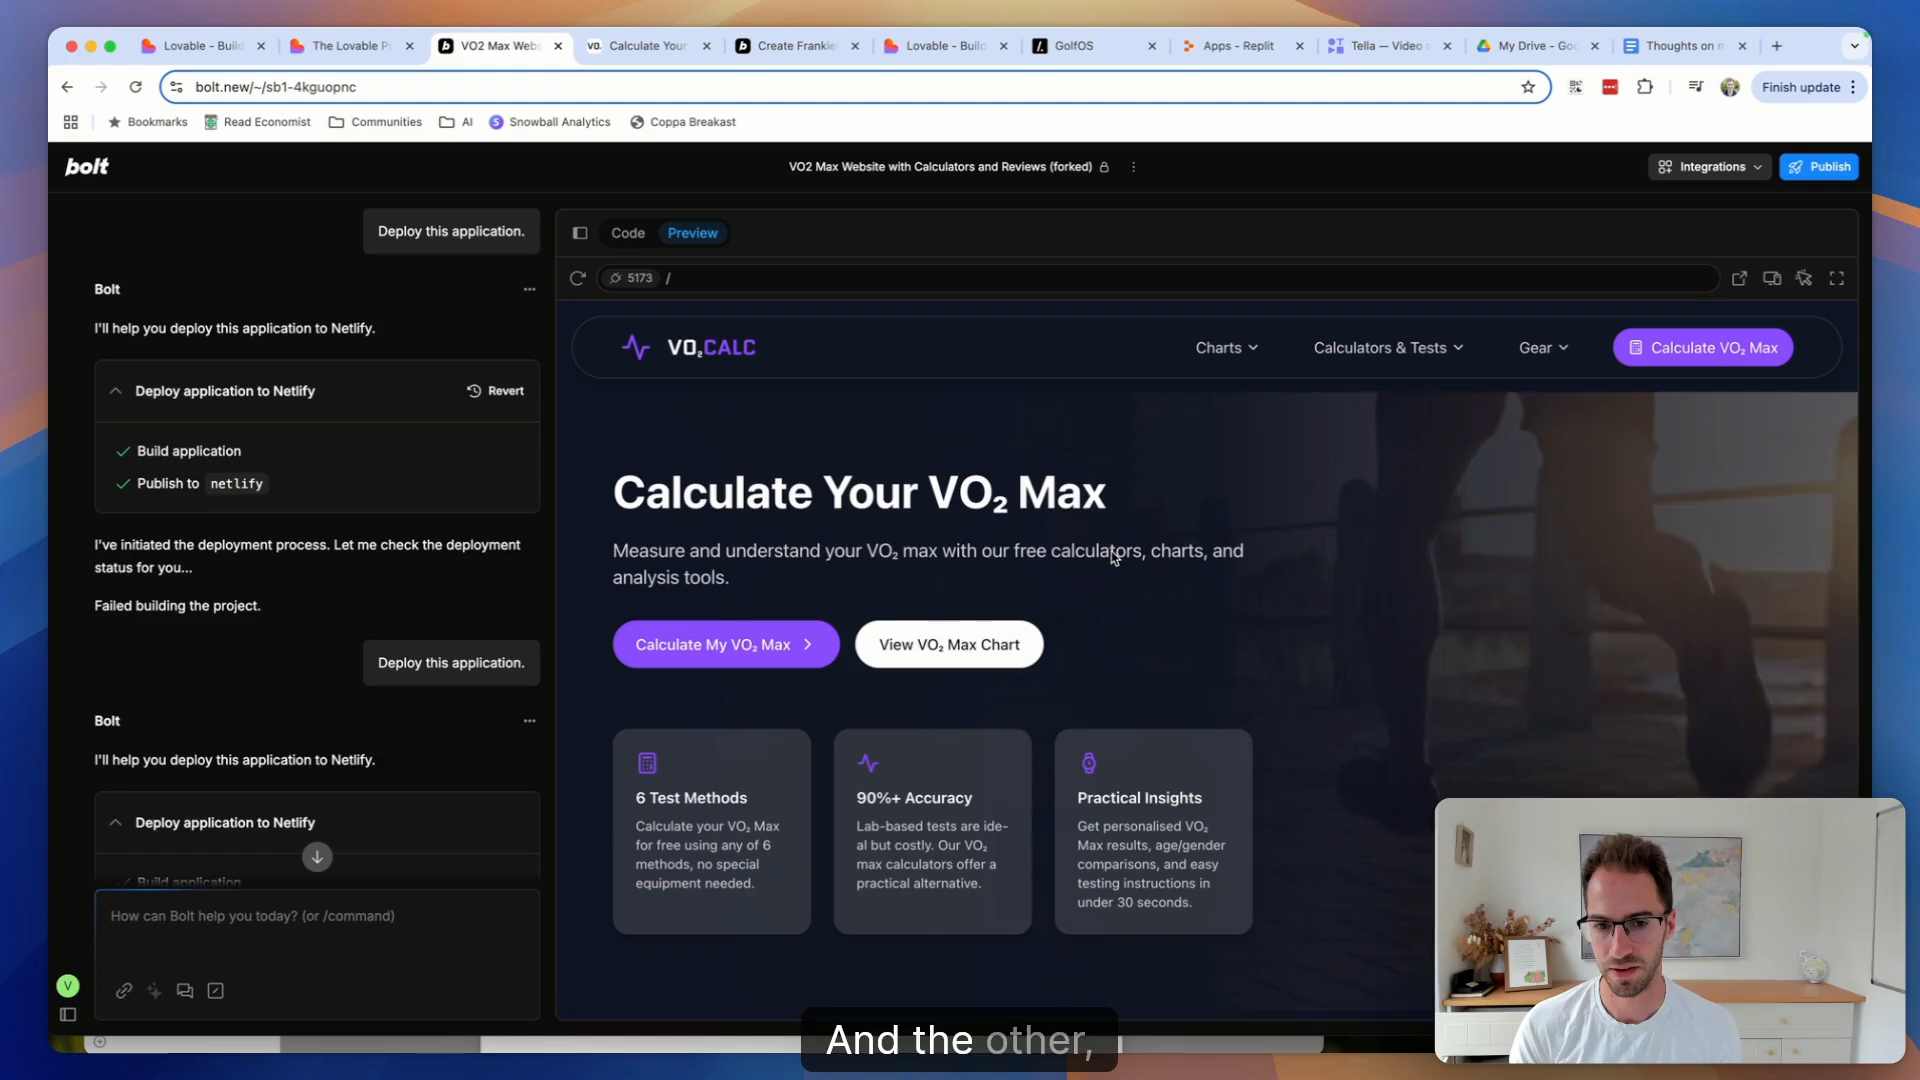 Lovable - Build
The Lovable P
VO2 Max Webs
VO. Calculate Your
Create Frankie
Lovable - Build
GolfOS
Apps - Replit
Tella — Video
My Drive - Goo
Thoughts on m
bolt.new/~/sb1-4kguopnc
Finish update
Bookmarks
Read Economist
Communities
AI
Snowball Analytics
Coppa Breakast
bolt
VO2 Max Website with Calculators and Reviews (forked)
Integrations
Publish
Deploy this application.
Bolt
I'll help you deploy this application to Netlify.
Deploy application to Netlify
Revert
Build application
Publish to netlify
I've initiated the deployment process. Let me check the deployment
status for you...
Failed building the project.
Deploy this application.
Bolt
I'll help you deploy this application to Netlify.
Deploy application to Netlify
Build application
How can Bolt help you today? (or /command)
V
Code
Preview
5173 /
VO₂CALC
Charts
Calculators & Tests
Gear
Calculate VO₂ Max
Calculate Your VO₂ Max
Measure and understand your VO₂ max with our free calculators, charts, and
analysis tools.
Calculate My VO₂ Max
View VO₂ Max Chart
6 Test Methods
Calculate your VO₂ Max
for free using any of 6
methods, no special
equipment needed.
90%+ Accuracy
Lab-based tests are ide-
al but costly. Our VO₂
max calculators offer a
practical alternative.
Practical Insights
Get personalised VO₂
Max results, age/gender
comparisons, and easy
testing instructions in
under 30 seconds.
And the other,